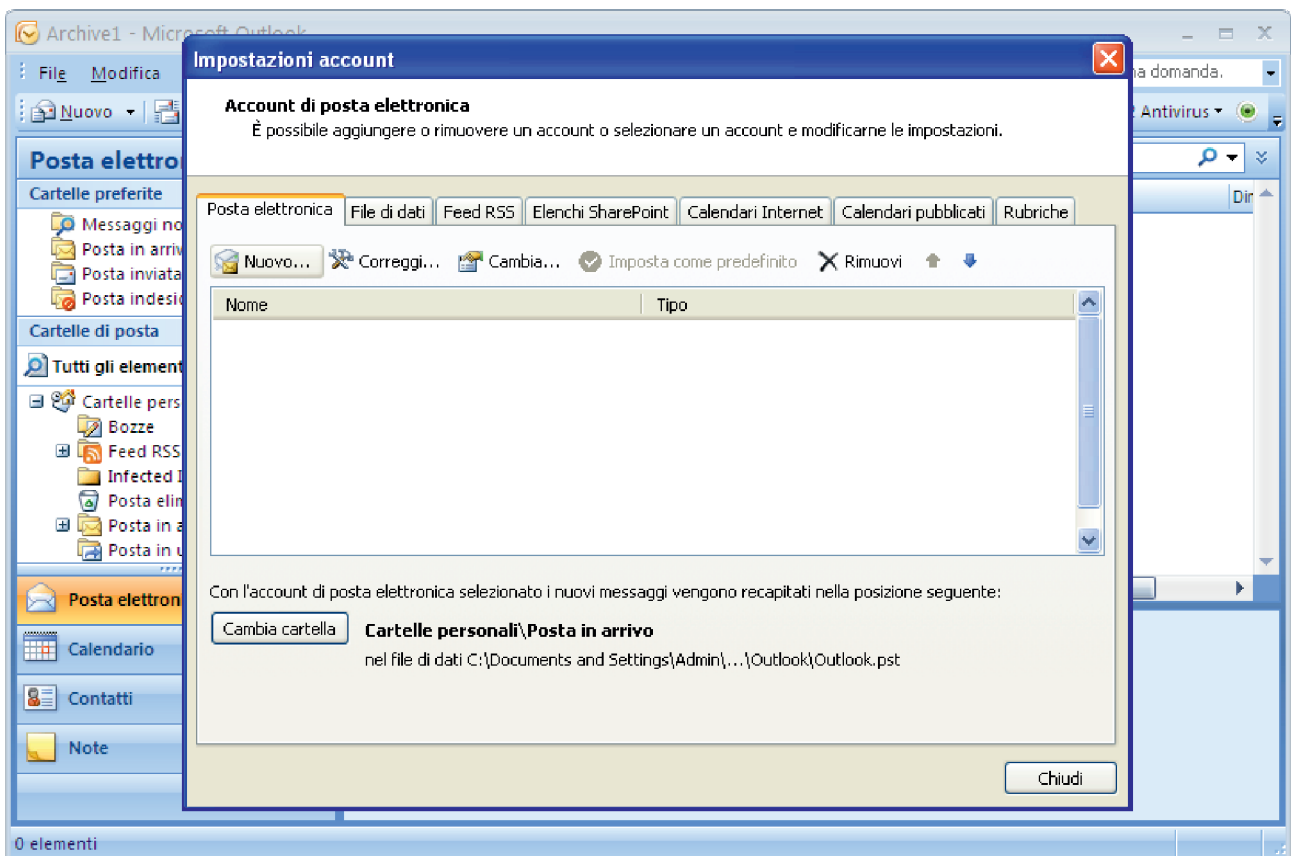 Archive1 - Microsoft Outlook
File Modifica
na domanda.
Nuovo
Antivirus
Posta elettro
Cartelle preferite
Messaggi no
Posta in arriv
Posta inviata
Posta indesid
Cartelle di posta
Tutti gli element
Cartelle pers
Bozze
Feed RSS
Infected I
Posta elim
Posta in a
Posta in u
Posta elettroni
Calendario
Contatti
Note
0 elementi
Dim
Impostazioni account
Account di posta elettronica
È possibile aggiungere o rimuovere un account o selezionare un account e modificarne le impostazioni.
Posta elettronica File di dati Feed RSS Elenchi SharePoint Calendari Internet Calendari pubblicati Rubriche
Nuovo... Correggi... Cambia... Imposta come predefinito Rimuovi
Nome Tipo
Con l'account di posta elettronica selezionato i nuovi messaggi vengono recapitati nella posizione seguente:
Cambia cartella Cartelle personali\Posta in arrivo
nel file di dati C:\Documents and Settings\Admin\...\Outlook\Outlook.pst
Chiudi